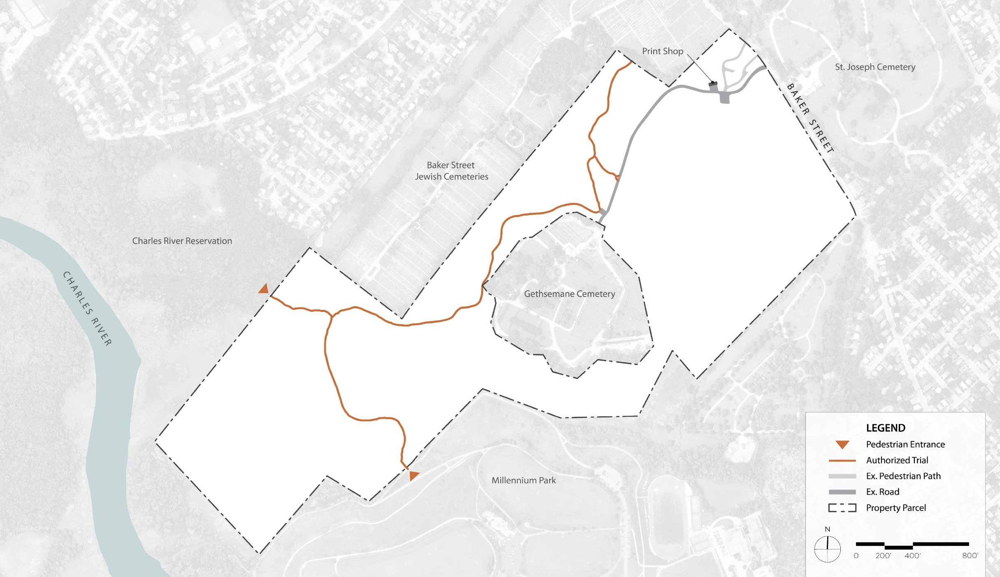 Print Shop
St. Joseph Cemetery
BAKER STREET
Baker Street
Jewish Cemeteries
Charles River Reservation
CHARLES RIVER
Gethsemane Cemetery
Millennium Park
LEGEND
Pedestrian Entrance
Authorized Trial
Ex. Pedestrian Path
Ex. Road
Property Parcel
N
0 200' 400' 800'